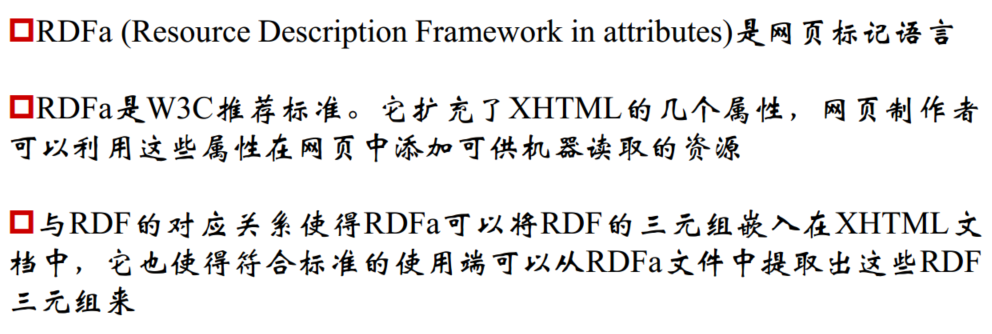 RDFa (Resource Description Framework in attributes)是网页标记语言
RDFa是W3C推荐标准。它扩充了XHTML的几个属性，网页制作者
可以利用这些属性在网页中添加可供机器读取的资源
与RDF的对应关系使得RDFa可以将RDF的三元组嵌入在XHTML文
档中，它也使得符合标准的使用端可以从RDFa文件中提取出这些RDF
三元组来